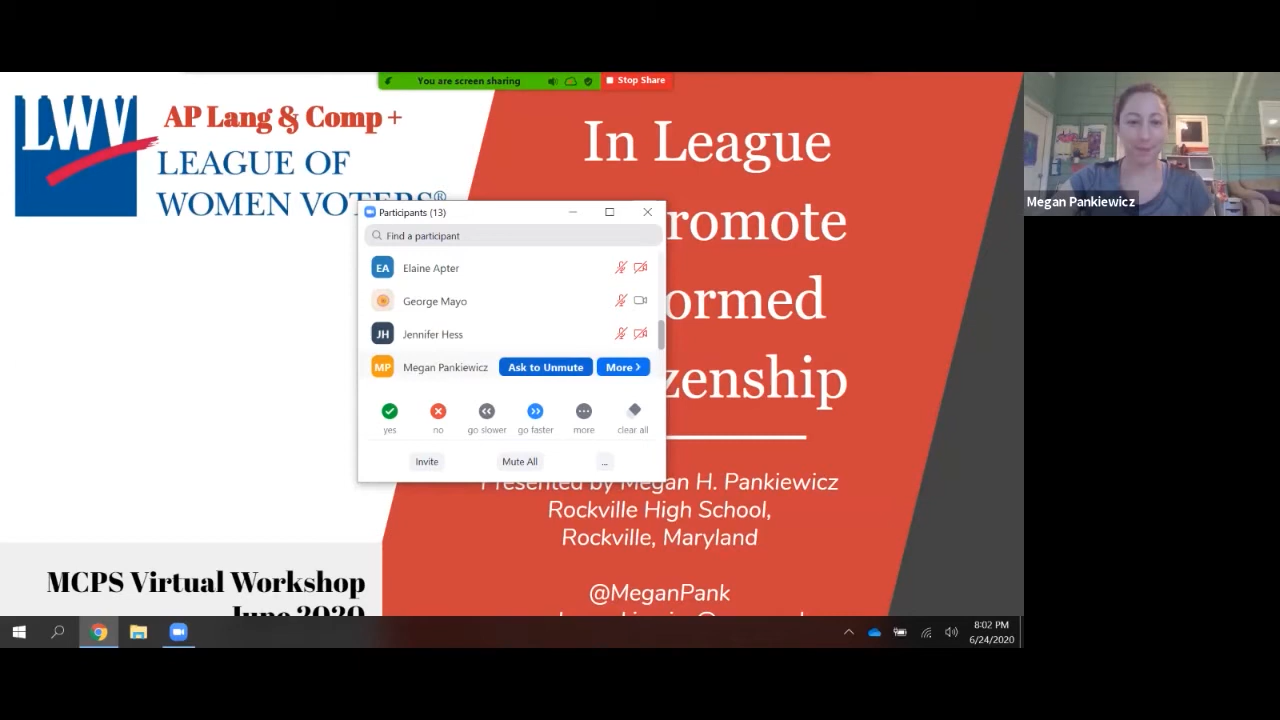 You are screen sharing
Stop Share
LWV
AP Lang & Comp +
LEAGUE OF
WOMEN VOTERS®
In League
romote
ormed
zenship
Participants (13)
Find a participant
EA Elaine Apter
George Mayo
JH Jennifer Hess
MP Megan Pankiewicz Ask to Unmute More >
yes no go slower go faster more clear all
Invite Mute All ...
Presented by Megan H. Pankiewicz
Rockville High School,
Rockville, Maryland
@MeganPank
MCPS Virtual Workshop
June 2020
Megan Pankiewicz
8:02 PM
6/24/2020